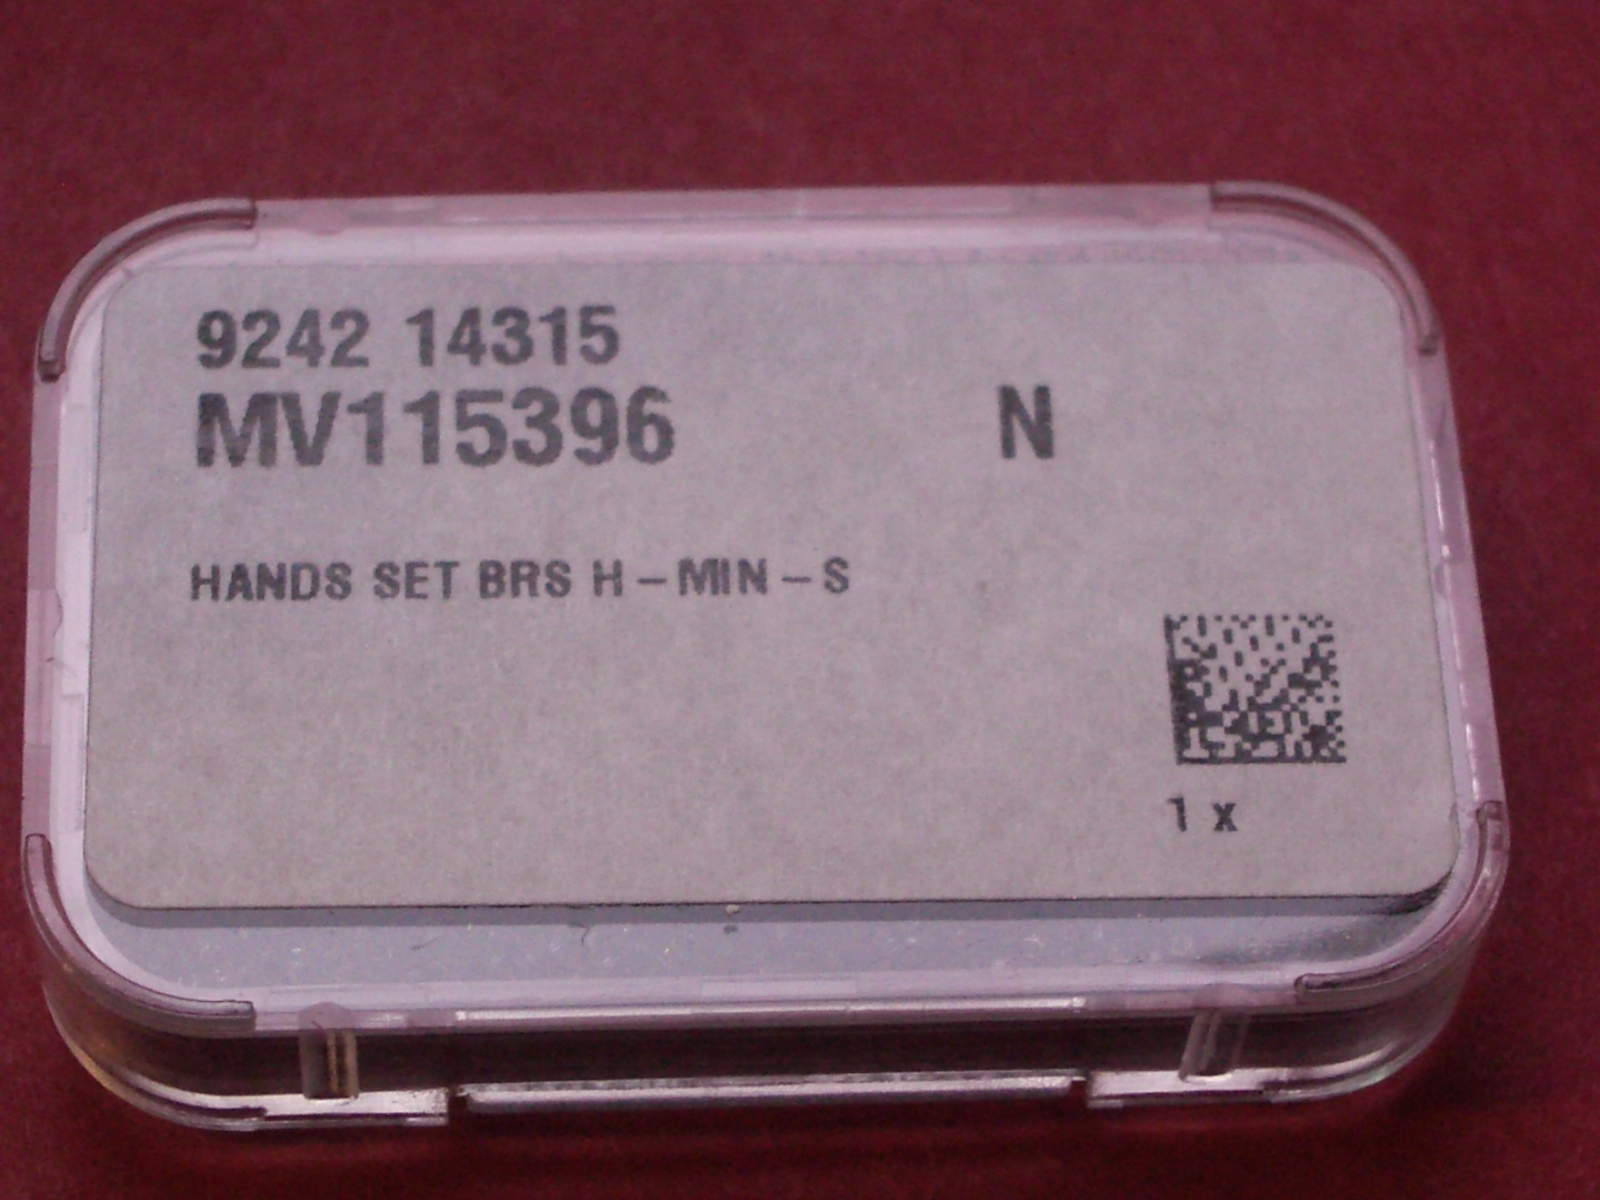 9242 14315
MV115396 N
HANDS SET BRS H – MIN – S
1 x